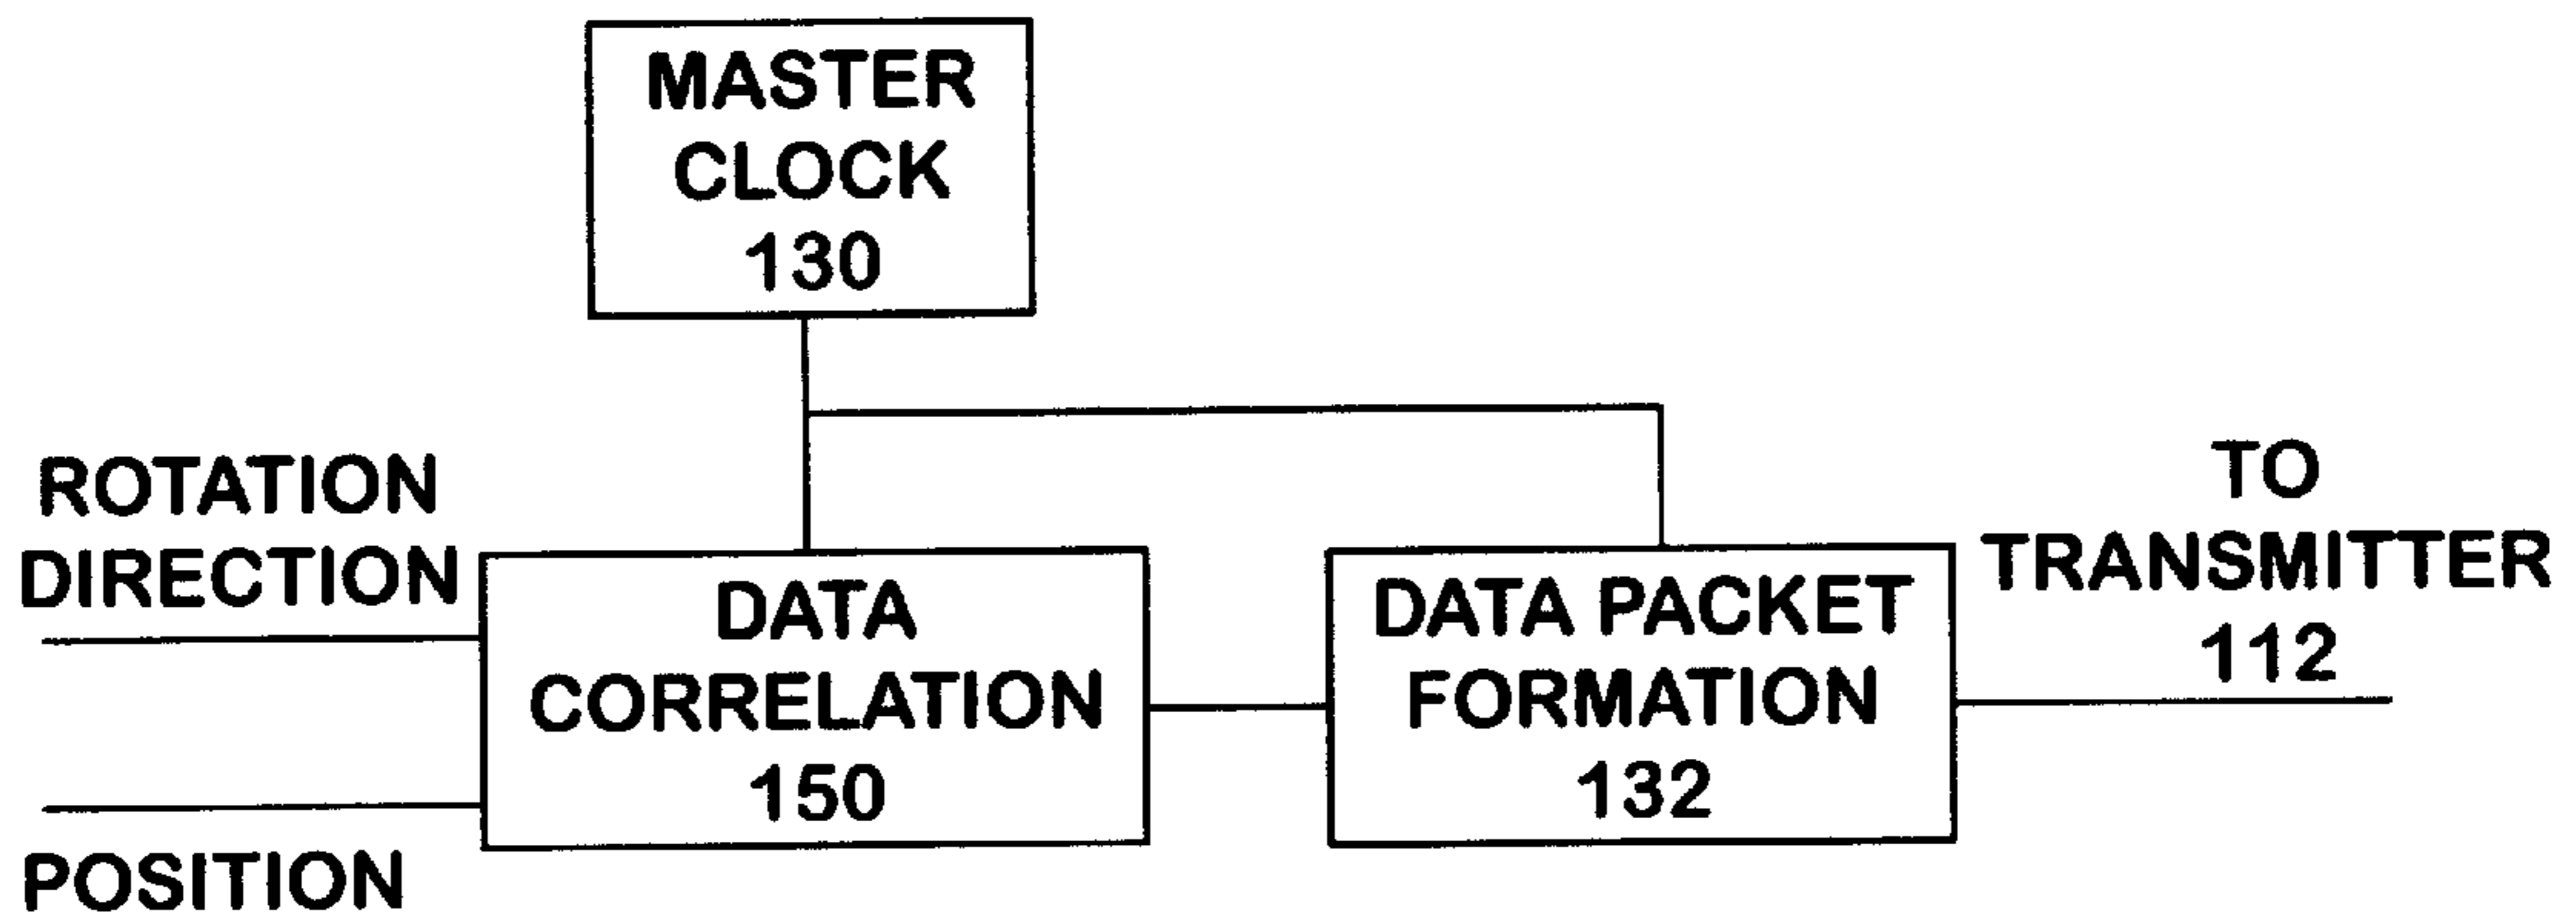 MASTER
CLOCK
130
ROTATION
DIRECTION
POSITION
DATA
CORRELATION
150
DATA PACKET
FORMATION
132
TO
TRANSMITTER
112